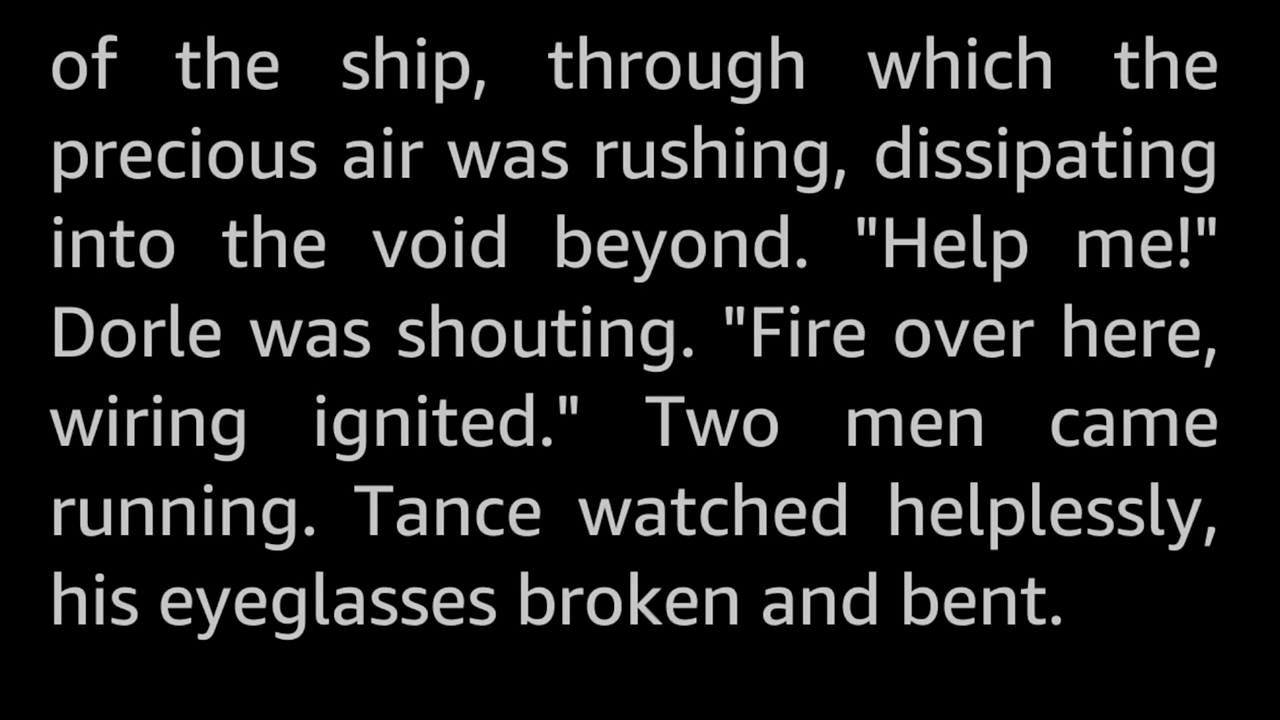 of the ship, through which the
precious air was rushing, dissipating
into the void beyond. "Help me!"
Dorle was shouting. "Fire over here,
wiring ignited." Two men came
running. Tance watched helplessly,
his eyeglasses broken and bent.